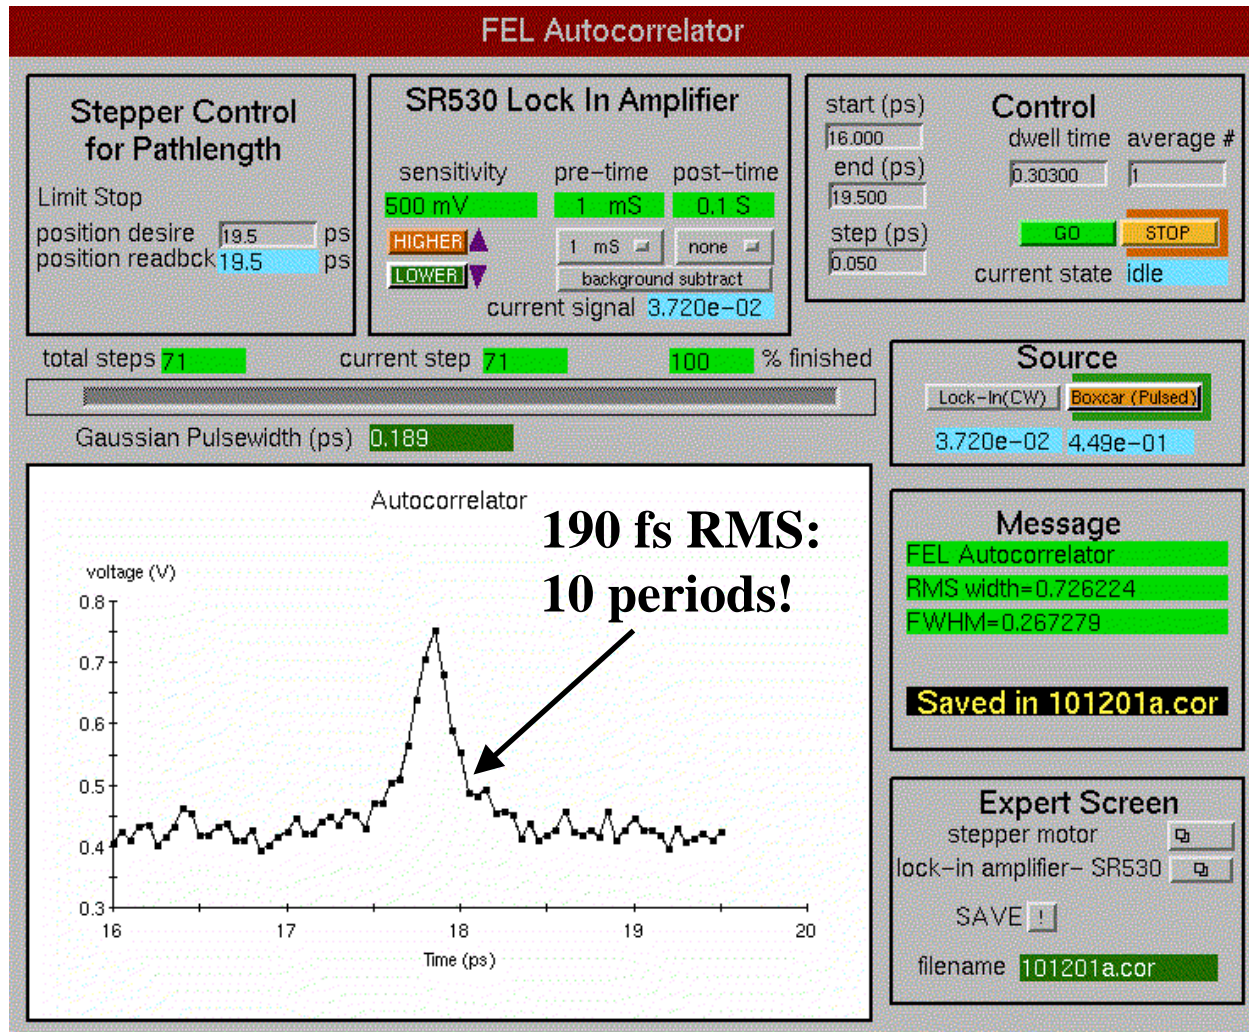 FEL Autocorrelator
Stepper Control
for Pathlength
Limit Stop
position desire 19.5 ps
position readbck 19.5 ps
SR530 Lock In Amplifier
sensitivity pre-time post-time
500 mV 1 mS 0.1 S
HIGHER 1 mS none
LOWER background subtract
current signal 3.720e-02
Control
start (ps) dwell time average #
16.000 0.30300 1
end (ps)
19.500
step (ps) GO STOP
0.050 current state idle
total steps 71 current step 71 100 % finished
Gaussian Pulsewidth (ps) 0.189
Source
Lock-In(CW) Boxcar (Pulsed)
3.720e-02 4.49e-01
Autocorrelator
190 fs RMS:
10 periods!
voltage (V)
0.8
0.7
0.6
0.5
0.4
0.3
16 17 18 19 20
Time (ps)
Message
FEL Autocorrelator
RMS width=0.726224
FWHM=0.267279
Saved in 101201a.cor
Expert Screen
stepper motor
lock-in amplifier- SR530
SAVE !
filename 101201a.cor